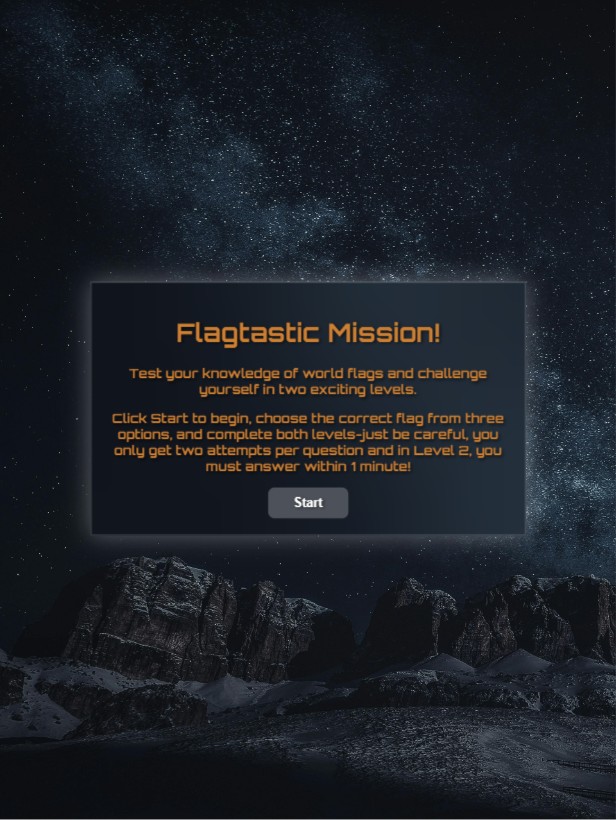 Flagtastic Mission!
Test your knowledge of world flags and challenge
yourself in two exciting levels.
Click Start to begin, choose the correct flag from three
options, and complete both levels-just be careful, you
only get two attempts per question and in Level 2, you
must answer within 1 minute!
Start